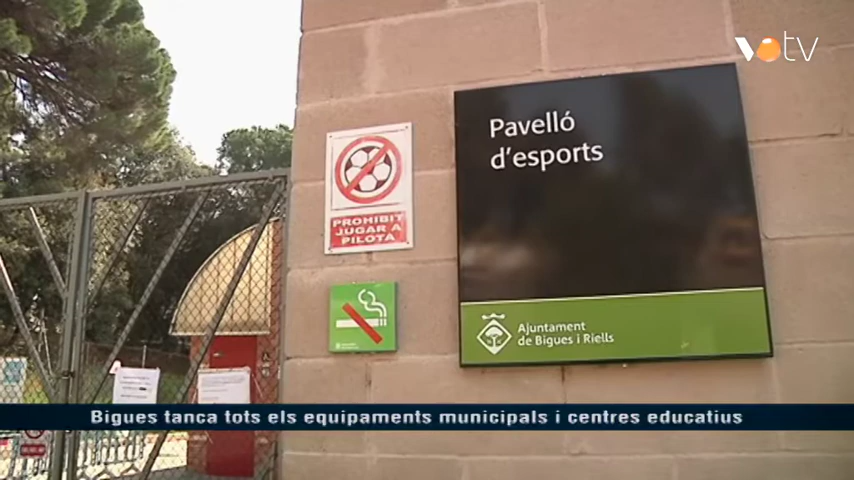 votv
Pavelló
d'esports
PROHIBIT
JUGAR A
PILOTA
Ajuntament
de Bigues i Riells
Bigues tanca tots els equipaments municipals i centres educatius